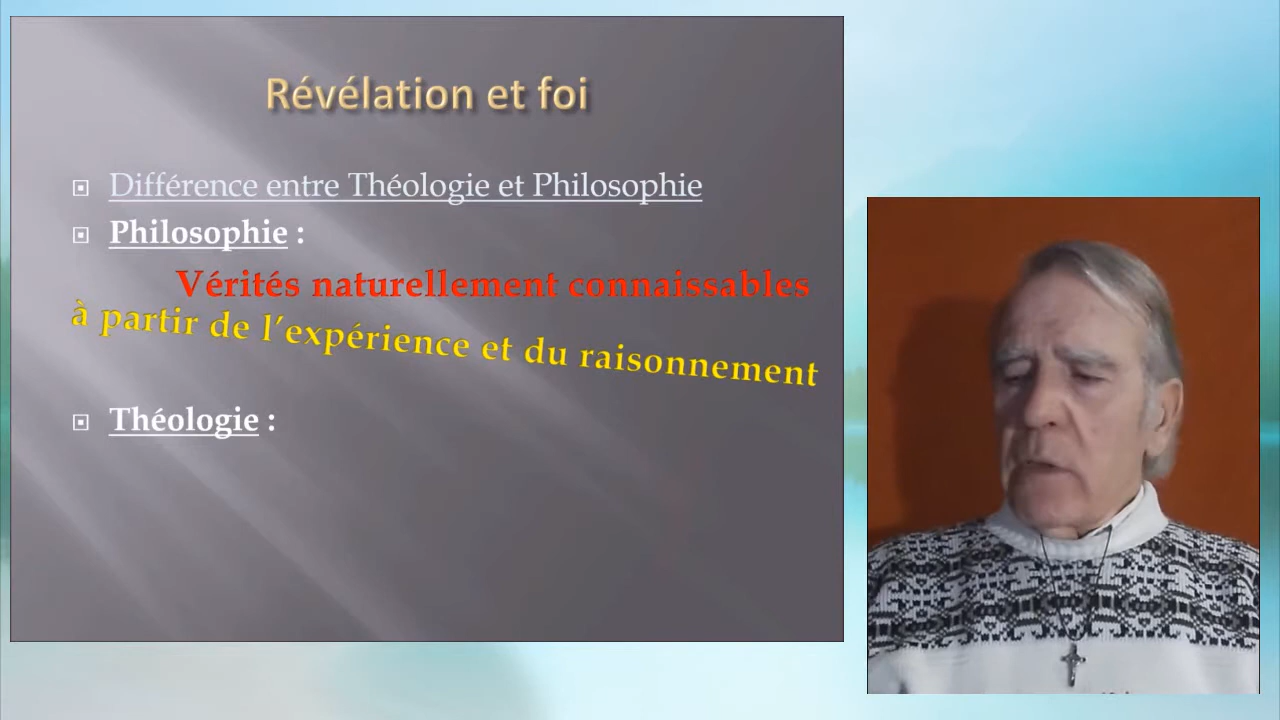 Révélation et foi
Différence entre Théologie et Philosophie
Philosophie :
Vérités naturellement connaissables
à partir de l’expérience et du raisonnement
Théologie :